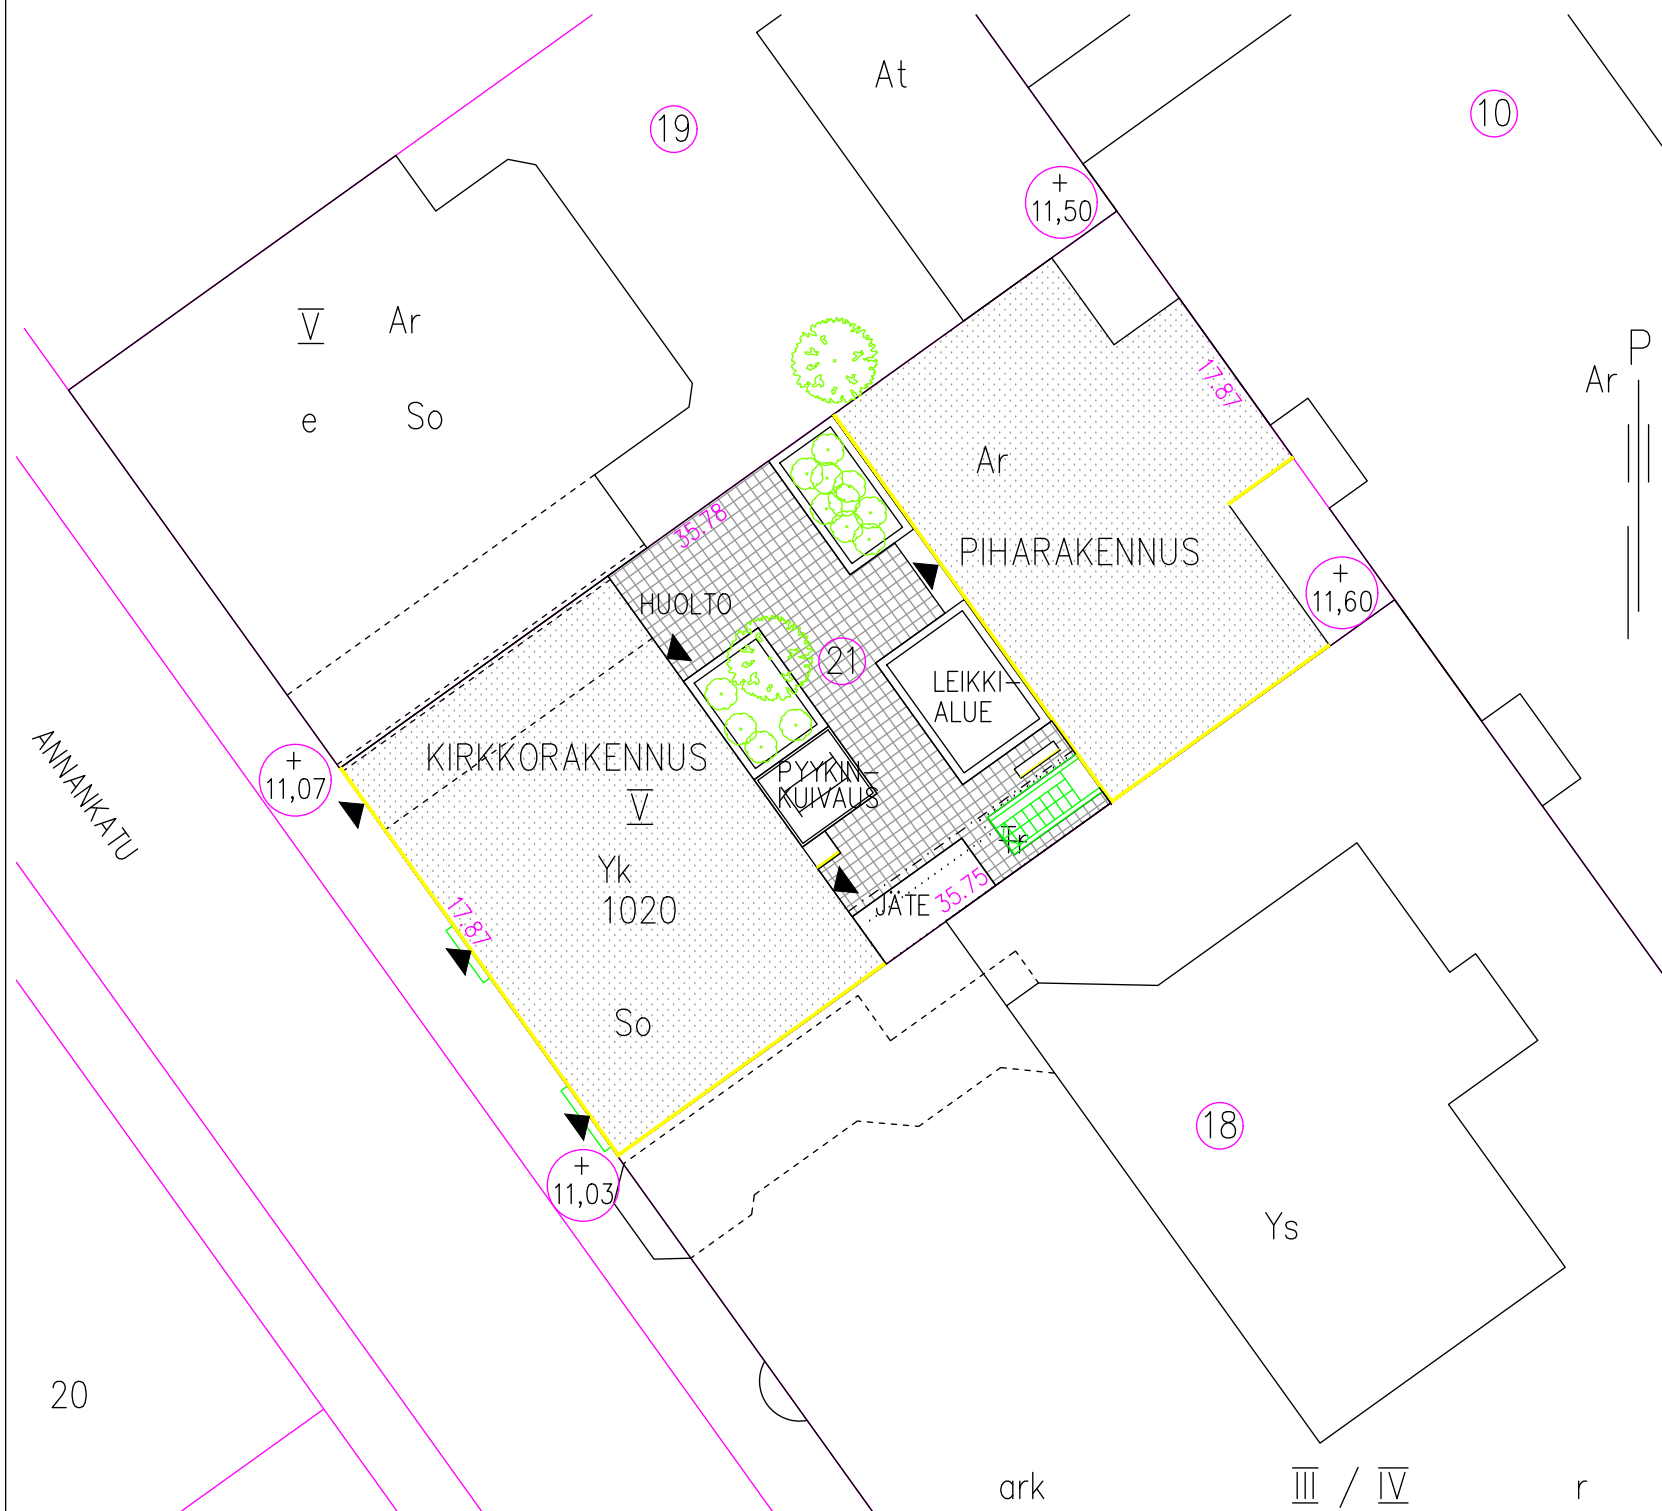 At
19
10
+
11,50
V Ar
e So
P
Ar
17.87
Ar
35.78
PIHARAKENNUS
HUOLTO
+
11,60
21
LEIKKI-
ALUE
ANNANKATU
KIRKKORAKENNUS
+
11,07
PYYKIN-
KUIVAUS
V
Tr
Yk
1020
JÄTE
35.75
17.87
So
18
+
11,03
Ys
20
ark
III / IV
r